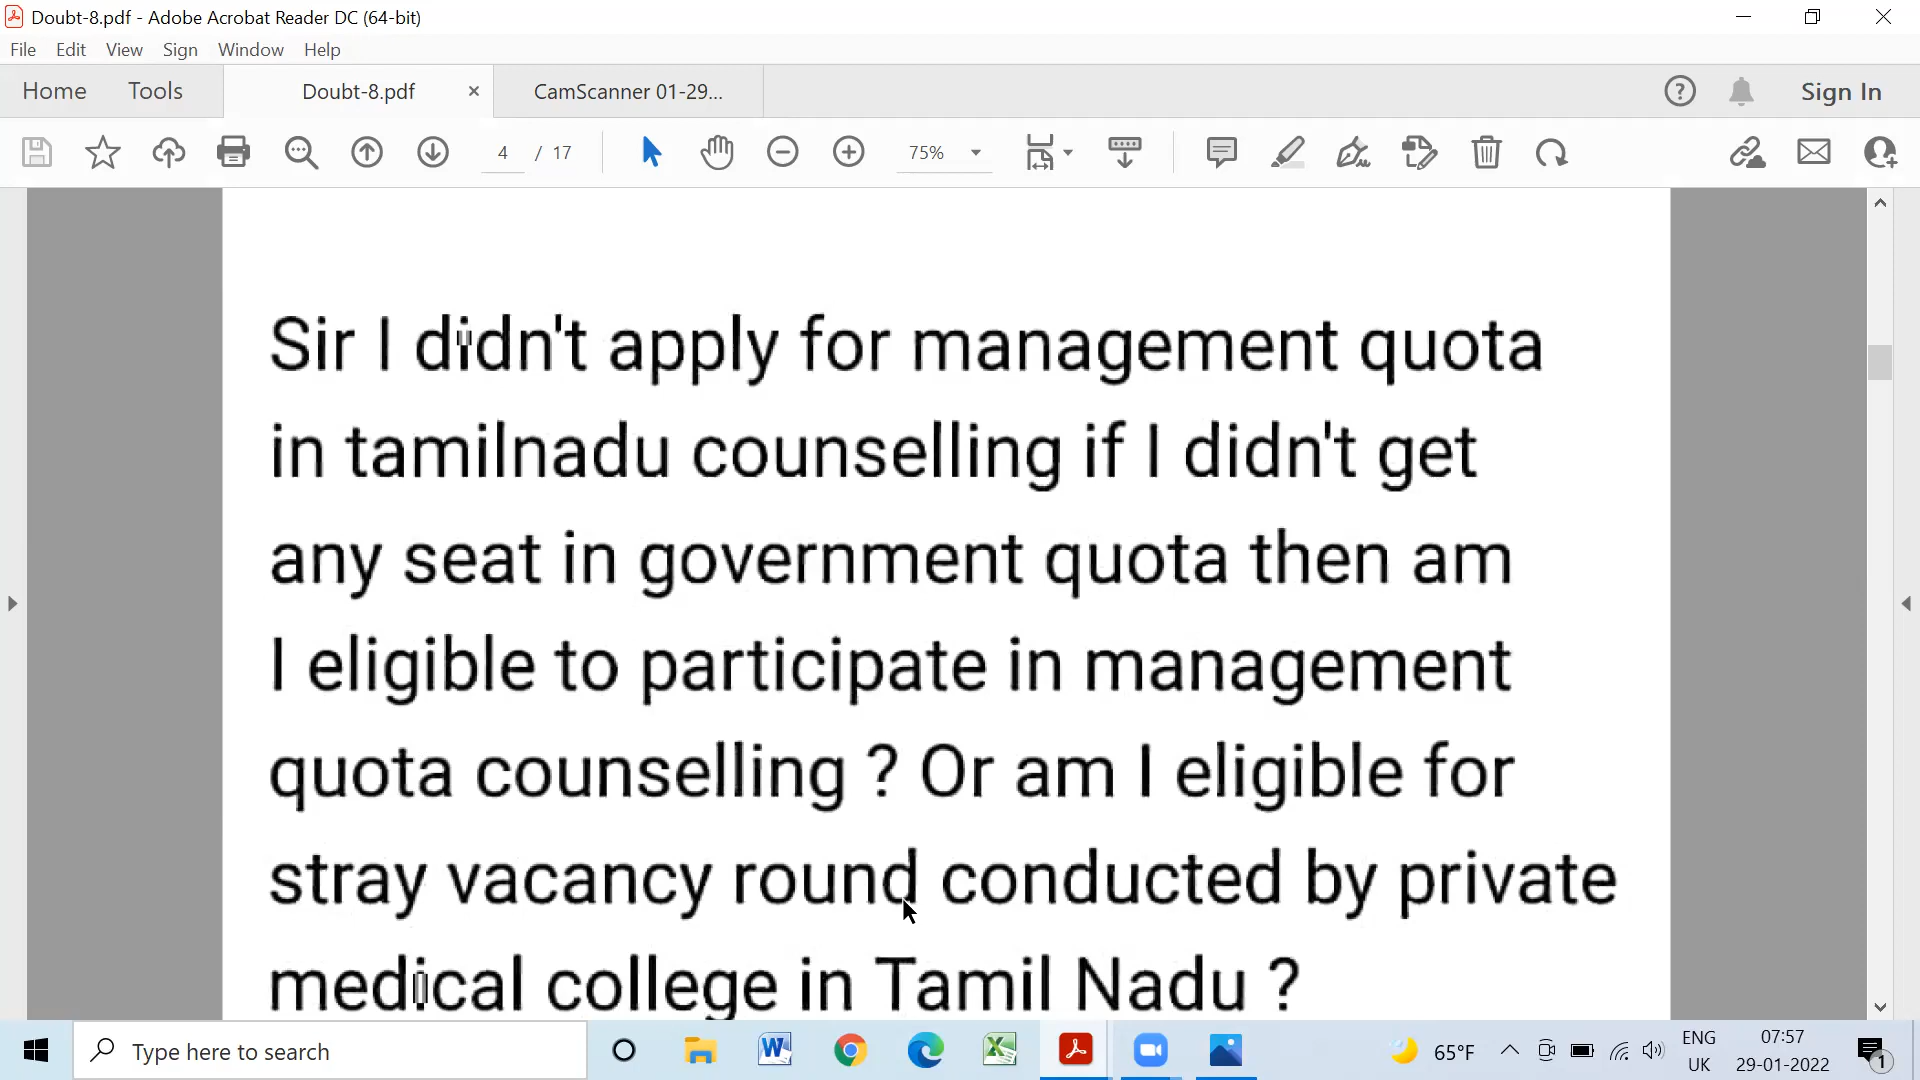 Doubt-8.pdf - Adobe Acrobat Reader DC (64-bit)
File Edit View Sign Window Help
Home Tools Doubt-8.pdf × CamScanner 01-29... Sign In
4 / 17 75%
Sir I didn't apply for management quota
in tamilnadu counselling if I didn't get
any seat in government quota then am
I eligible to participate in management
quota counselling ? Or am I eligible for
stray vacancy round conducted by private
medical college in Tamil Nadu ?
Type here to search 65°F ENG 07:57
UK 29-01-2022 1